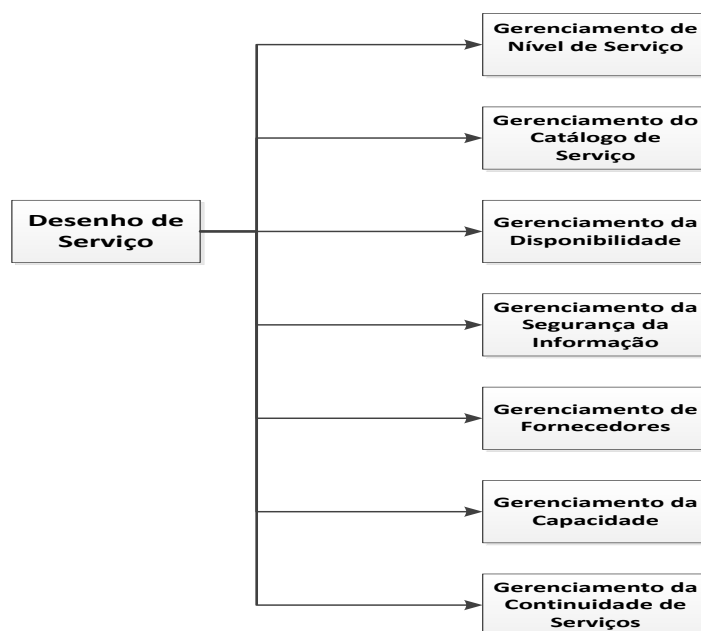 Gerenciamento de
Nível de Serviço
Gerenciamento do
Catálogo de
Serviço
Desenho de
Serviço
Gerenciamento da
Disponibilidade
Gerenciamento da
Segurança da
Informação
Gerenciamento de
Fornecedores
Gerenciamento da
Capacidade
Gerenciamento da
Continuidade de
Serviços